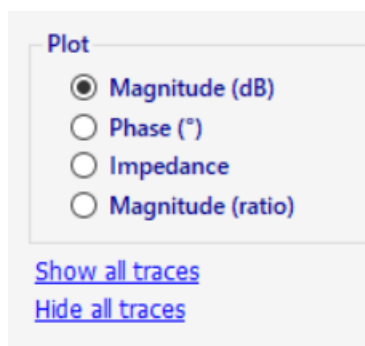 Plot
Magnitude (dB)
Phase (°)
Impedance
Magnitude (ratio)
Show all traces
Hide all traces